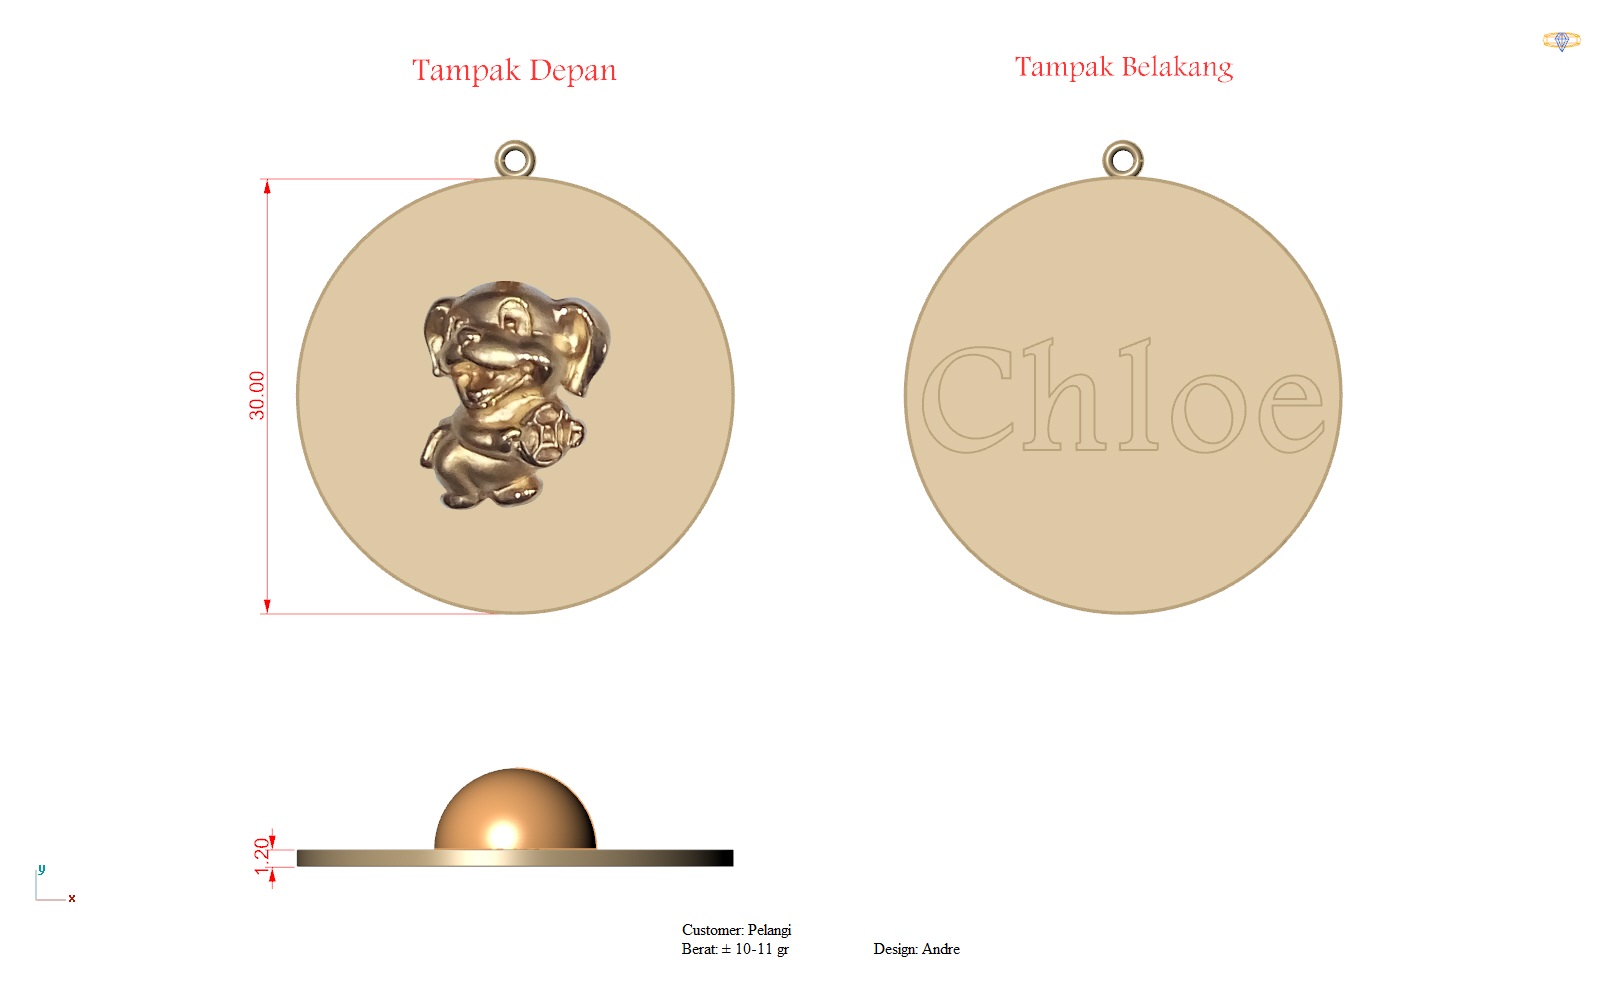 Tampak Depan
Tampak Belakang
30.00
Chloe
1.20
y
x
Customer: Pelangi
Berat: ± 10-11 gr
Design: Andre